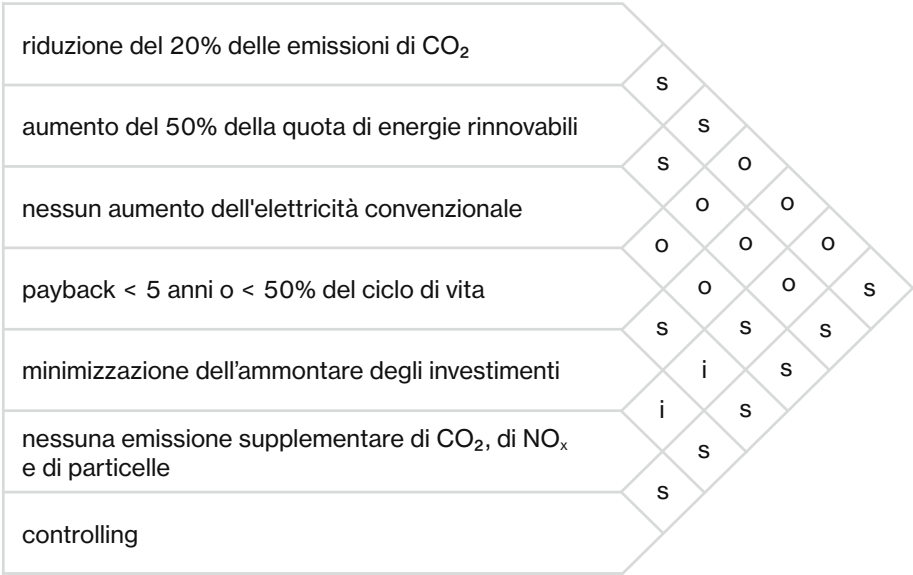 riduzione del 20% delle emissioni di CO₂
s
aumento del 50% della quota di energie rinnovabili
s
s
o
nessun aumento dell'elettricità convenzionale
o
o
o
o
o
payback < 5 anni o < 50% del ciclo di vita
o
o
s
s
s
s
minimizzazione dell’ammontare degli investimenti
i
s
i
s
nessuna emissione supplementare di CO₂, di NOₓ
e di particelle
s
s
controlling